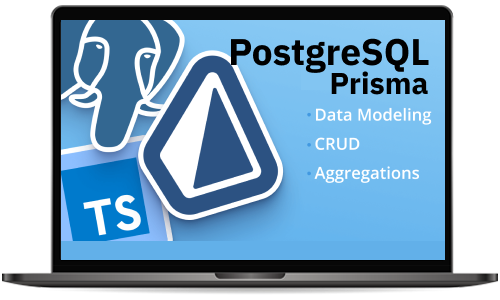 PostgreSQL
Prisma
· Data Modeling
· CRUD
· Aggregations
TS